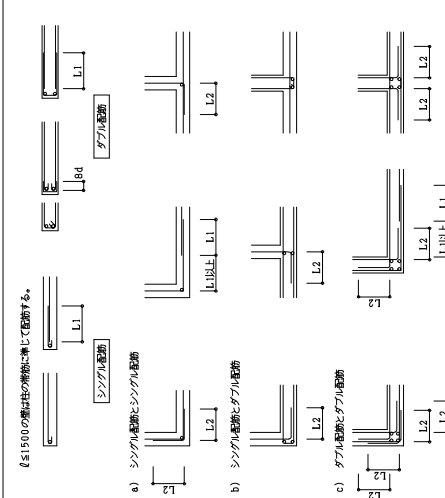 ℓ≦1500の壁は柱の帯筋に準じて配筋する。
L1
8d
L1
シングル配筋
ダブル配筋
a) シングル配筋とシングル配筋
L2
L2
L1以上
L1
L2
b) シングル配筋とダブル配筋
L2
L2
c) ダブル配筋とダブル配筋
L2
L2
L2
L2
L2
L2
L1以上
L1
L2
L2